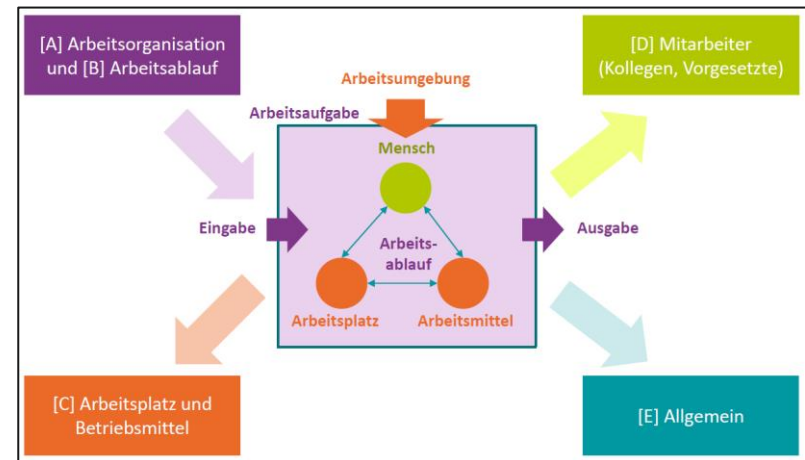 [A] Arbeitsorganisation
und [B] Arbeitsablauf
[D] Mitarbeiter
(Kollegen, Vorgesetzte)
Arbeitsumgebung
Arbeitsaufgabe
Mensch
Eingabe
Arbeits-
ablauf
Ausgabe
Arbeitsplatz
Arbeitsmittel
[C] Arbeitsplatz und
Betriebsmittel
[E] Allgemein